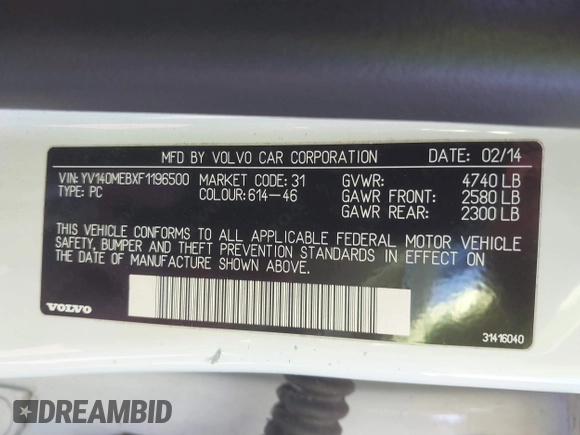 MFD BY VOLVO CAR CORPORATION DATE: 02/14
VIN: YV140MEBXF1196500 MARKET CODE: 31 GVWR: 4740 LB
TYPE: PC COLOUR: 614-46 GAWR FRONT: 2580 LB
GAWR REAR: 2300 LB
THIS VEHICLE CONFORMS TO ALL APPLICABLE FEDERAL MOTOR VEHICLE
SAFETY, BUMPER AND THEFT PREVENTION STANDARDS IN EFFECT ON
THE DATE OF MANUFACTURE SHOWN ABOVE.
VOLVO
31416040
DREAMBID